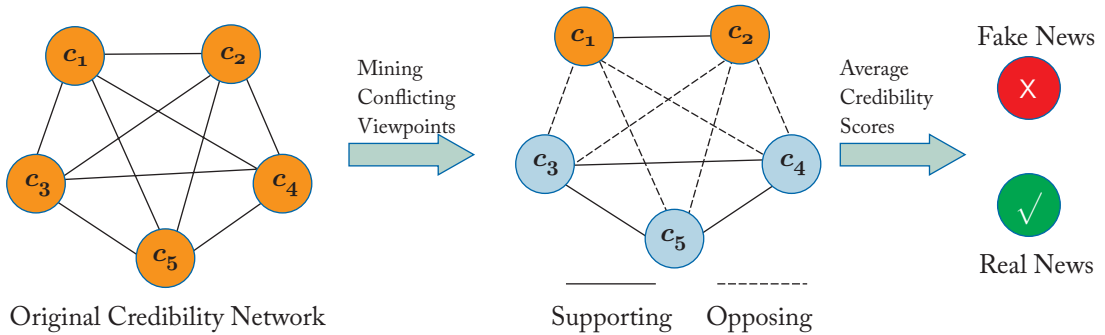 c1
c2
c3
c4
c5
Original Credibility Network
Mining
Conflicting
Viewpoints
c1
c2
c3
c4
c5
Supporting
Opposing
Average
Credibility
Scores
Fake News
X
√
Real News